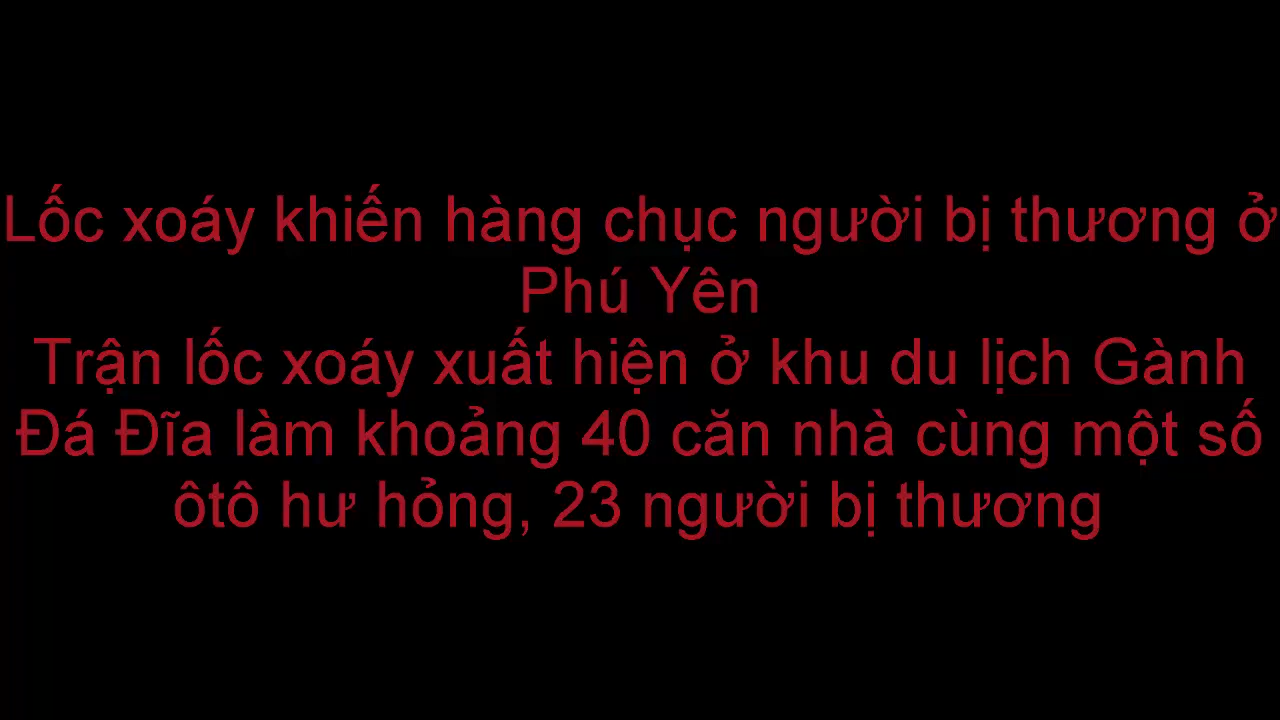 Lốc xoáy khiến hàng chục người bị thương ở
Phú Yên
Trận lốc xoáy xuất hiện ở khu du lịch Gành
Đá Đĩa làm khoảng 40 căn nhà cùng một số
ôtô hư hỏng, 23 người bị thương